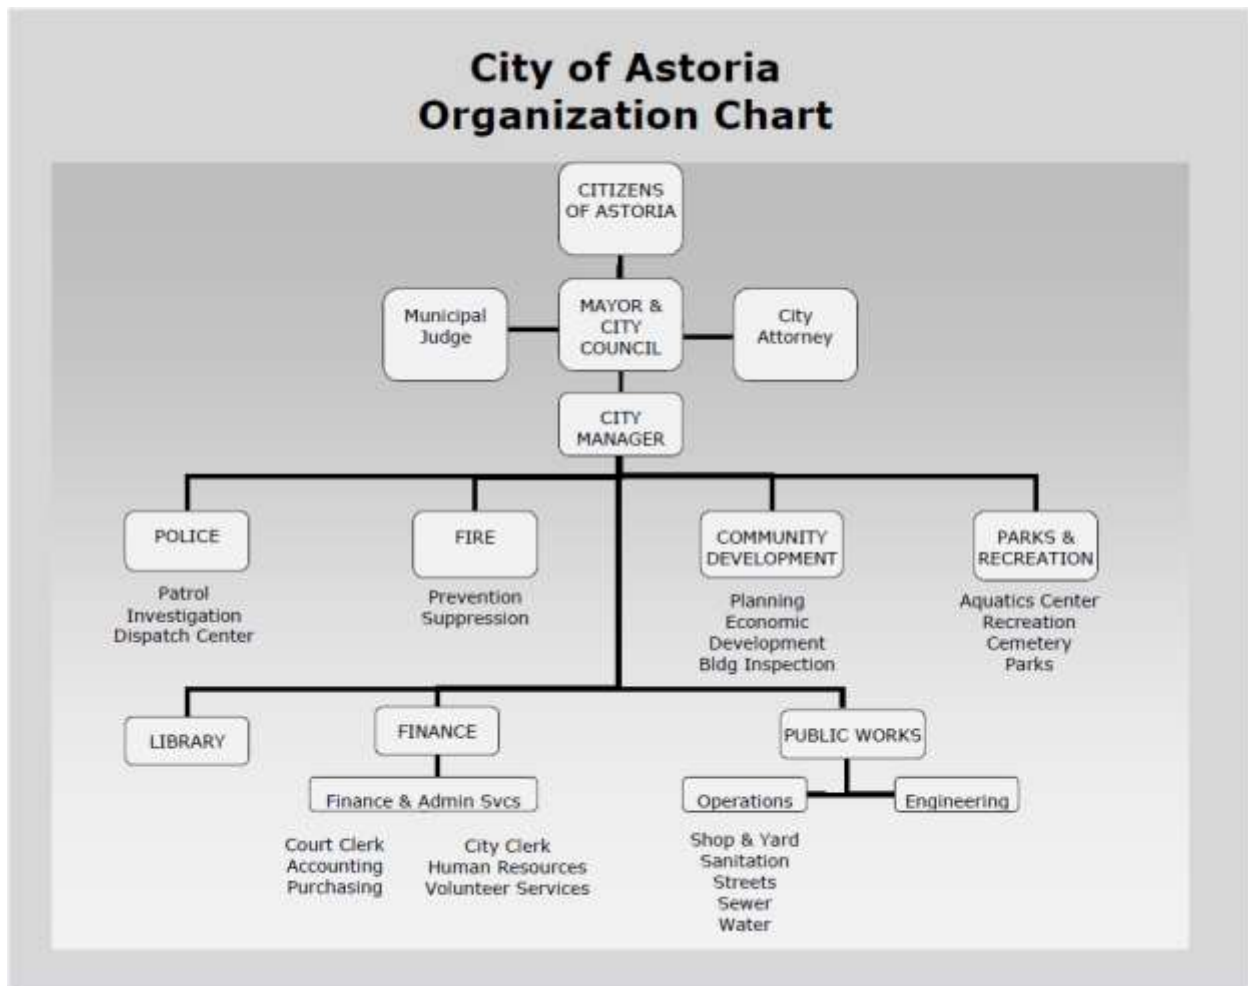 City of Astoria
Organization Chart
CITIZENS
OF ASTORIA
Municipal
Judge
MAYOR &
CITY
COUNCIL
City
Attorney
CITY
MANAGER
POLICE
Patrol
Investigation
Dispatch Center
FIRE
Prevention
Suppression
COMMUNITY
DEVELOPMENT
Planning
Economic
Development
Bldg Inspection
PARKS &
RECREATION
Aquatics Center
Recreation
Cemetery
Parks
LIBRARY
FINANCE
Finance & Admin Svcs
Court Clerk
Accounting
Purchasing
City Clerk
Human Resources
Volunteer Services
PUBLIC WORKS
Operations
Shop & Yard
Sanitation
Streets
Sewer
Water
Engineering